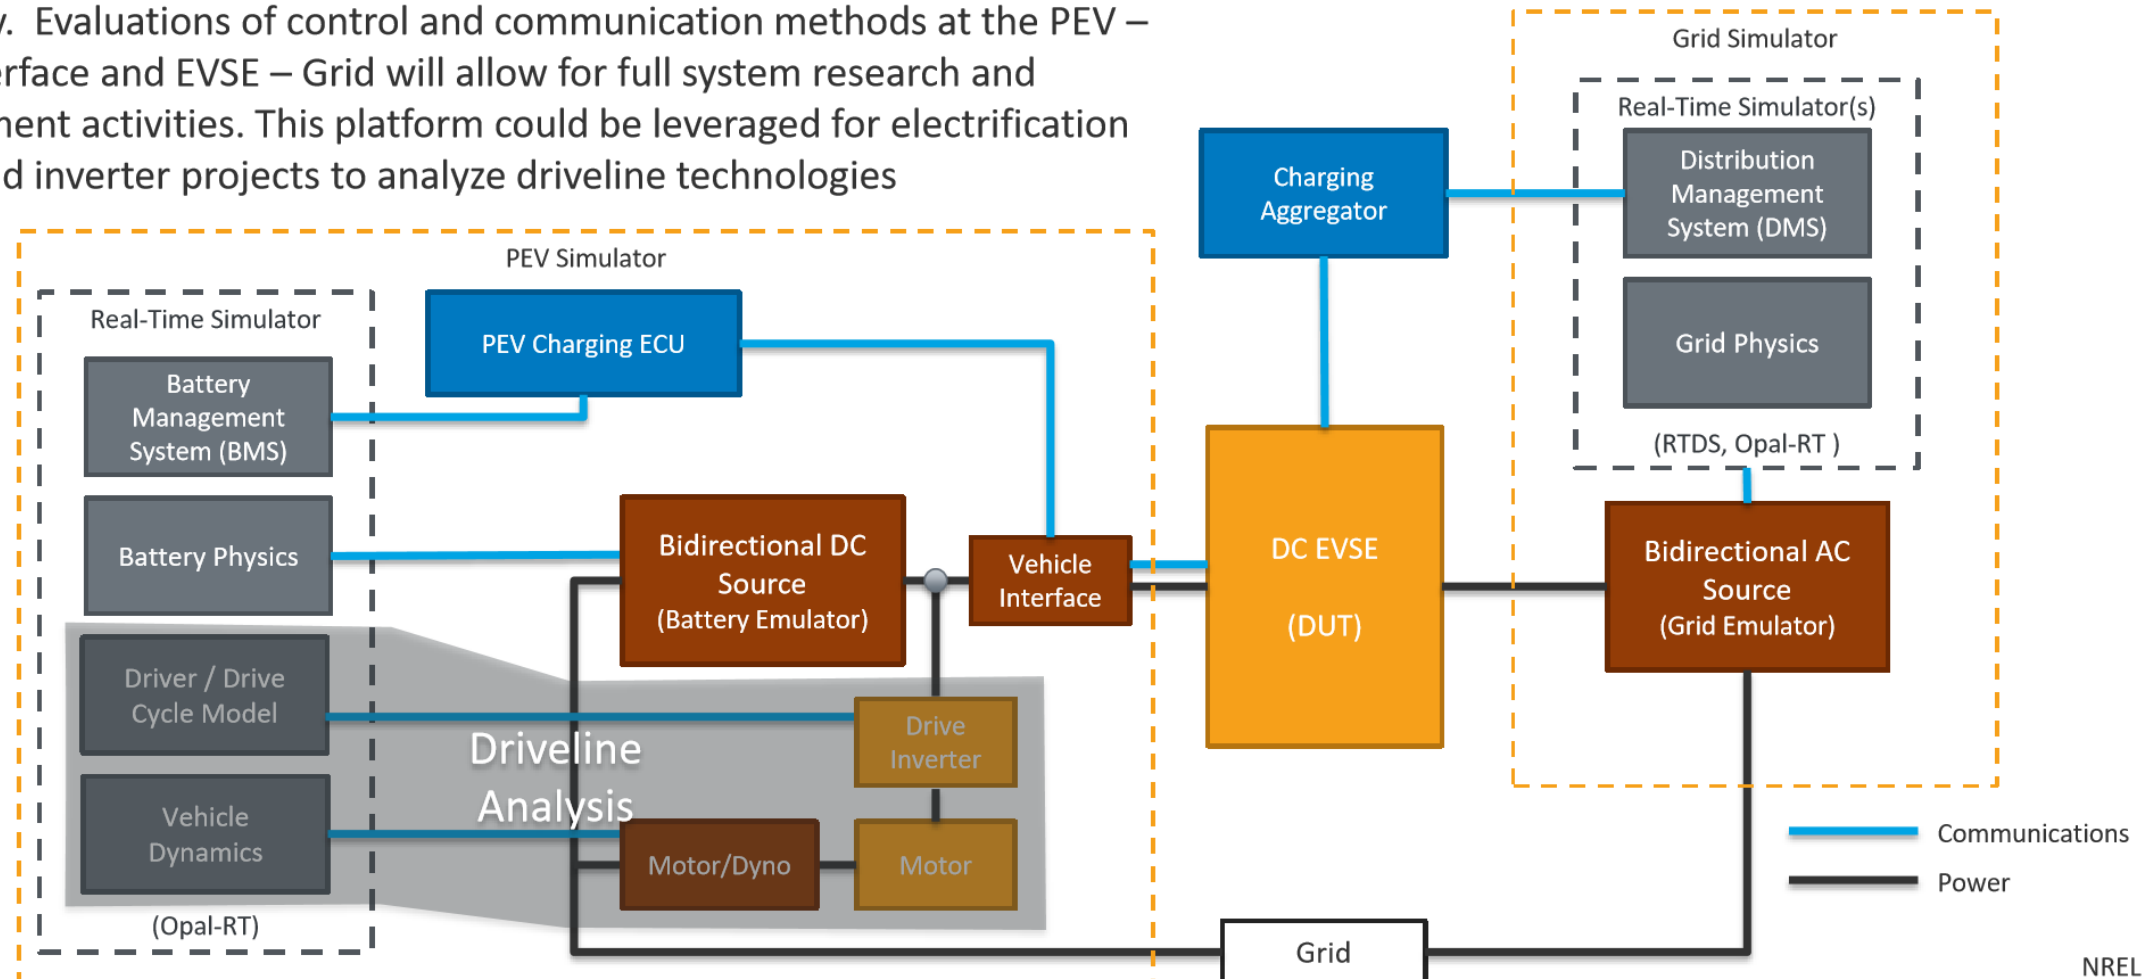 . Evaluations of control and communication methods at the PEV –
erface and EVSE – Grid will allow for full system research and
ment activities. This platform could be leveraged for electrification
d inverter projects to analyze driveline technologies
Grid Simulator
Real-Time Simulator(s)
Distribution
Management
System (DMS)
Charging
Aggregator
PEV Simulator
Real-Time Simulator
PEV Charging ECU
Grid Physics
Battery
Management
System (BMS)
(RTDS, Opal-RT )
Battery Physics
Bidirectional DC
Source
(Battery Emulator)
Vehicle
Interface
DC EVSE
(DUT)
Bidirectional AC
Source
(Grid Emulator)
Driver / Drive
Cycle Model
Driveline
Analysis
Drive
Inverter
Vehicle
Dynamics
Motor/Dyno
Motor
Communications
Power
(Opal-RT)
Grid
NREL